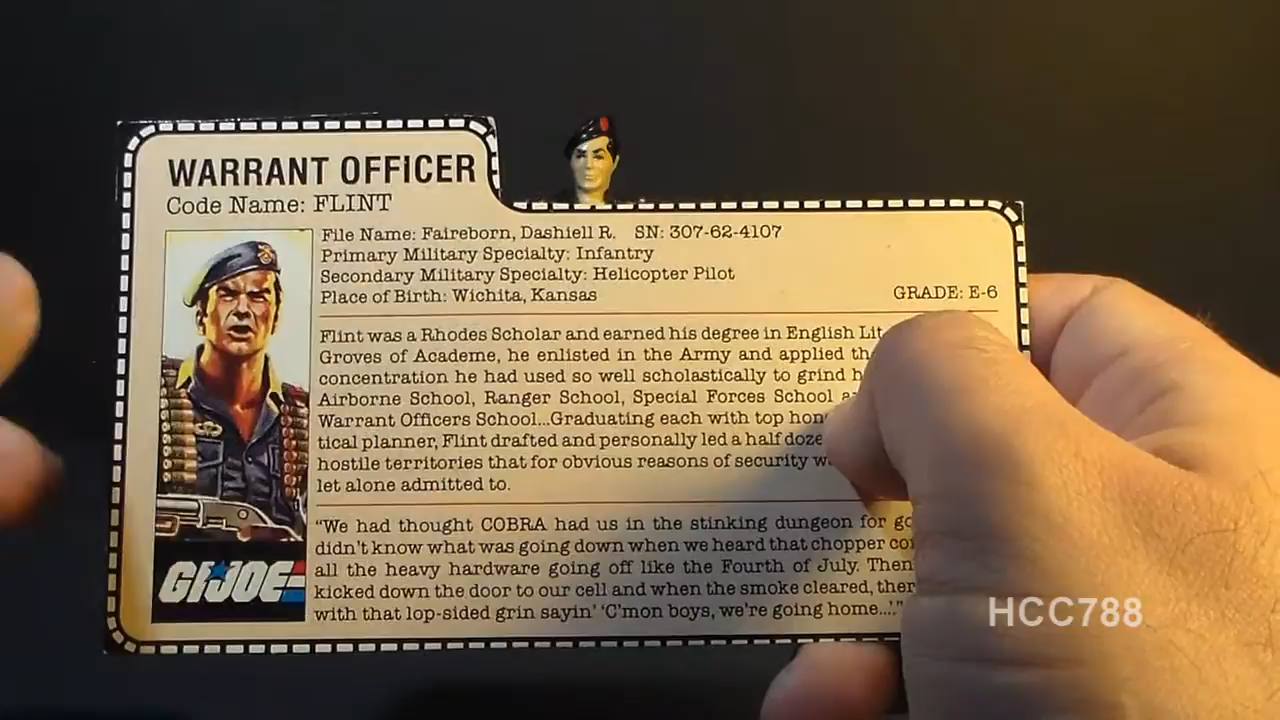 WARRANT OFFICER
Code Name: FLINT
File Name: Faireborn, Dashiell R. SN: 307-62-4107
Primary Military Specialty: Infantry
Secondary Military Specialty: Helicopter Pilot
Place of Birth: Wichita, Kansas GRADE: E-6
Flint was a Rhodes Scholar and earned his degree in English Lit
Groves of Academe, he enlisted in the Army and applied
concentration he had used so well scholastically to grind
Airborne School, Ranger School, Special Forces School
Warrant Officers School...Graduating each with top
tical planner, Flint drafted and personally led a half
hostile territories that for obvious reasons of security
let alone admitted to.
"We had thought COBRA had us in the stinking dungeon for
didn't know what was going down when we heard that chopper
all the heavy hardware going off like the Fourth of July. Then
kicked down the door to our cell and when the smoke cleared,
with that lop-sided grin sayin' 'C'mon boys, we're going home...'"
GI JOE
HCC788